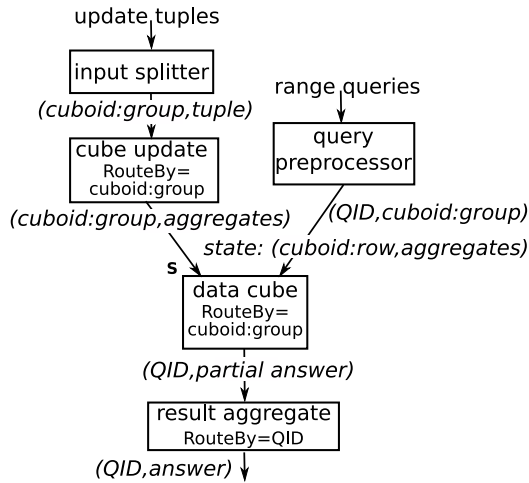 update tuples
input splitter
(cuboid:group,tuple)
cube update
RouteBy=
cuboid:group
(cuboid:group,aggregates)
range queries
query
preprocessor
(QID,cuboid:group)
state: (cuboid:row,aggregates)
s
data cube
RouteBy=
cuboid:group
(QID,partial answer)
result aggregate
RouteBy=QID
(QID,answer)